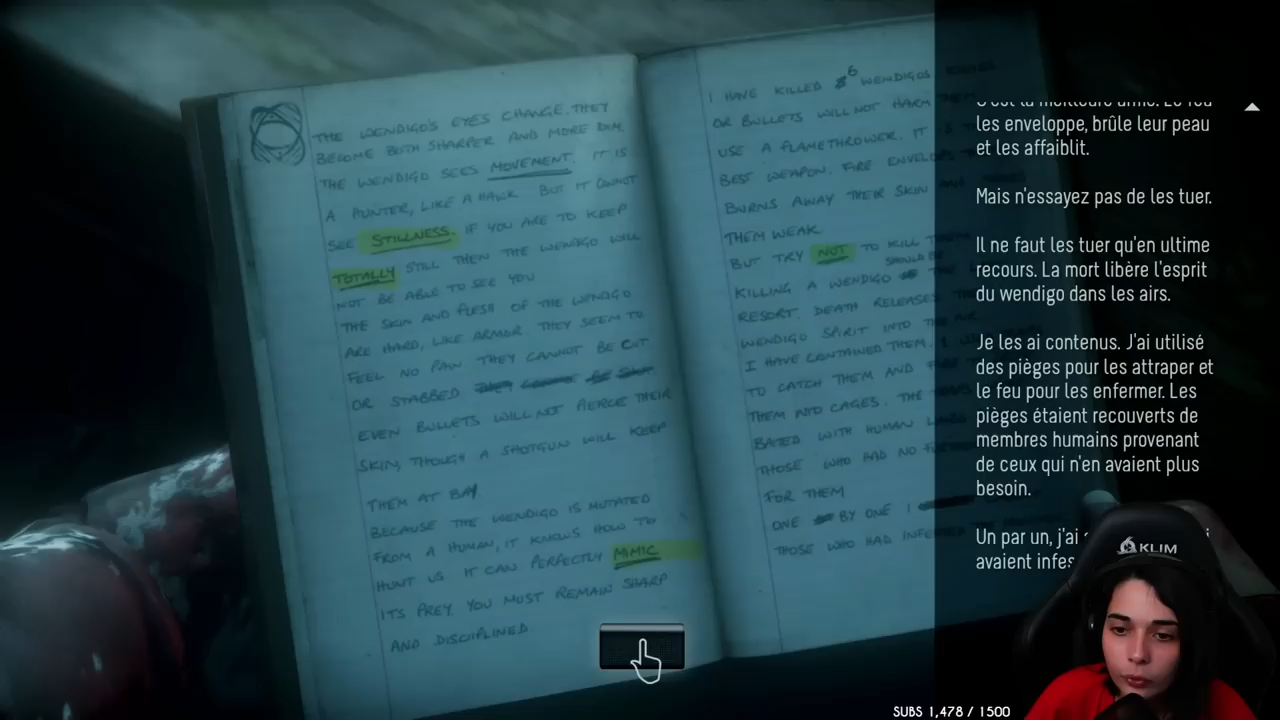 THE WENDIGO'S EYES CHANGE. THEY
BECOME BOTH SHARPER AND MORE DIM.
THE WENDIGO SEES MOVEMENT. IT IS
A HUNTER, LIKE A HAWK. BUT IT CANNOT
SEE STILLNESS. IF YOU ARE TO KEEP
TOTALLY STILL THEN THE WENDIGO WILL
NOT BE ABLE TO SEE YOU
THE SKIN AND FLESH OF THE WENDIGO
ARE HARD, LIKE ARMOR. THEY SEEM TO
FEEL NO PAIN THEY CANNOT BE CUT
OR STABBED
EVEN BULLETS WILL NOT PIERCE THEIR
SKIN, THOUGH A SHOTGUN WILL KEEP
THEM AT BAY
BECAUSE THE WENDIGO IS MUTATED
FROM A HUMAN, IT KNOWS HOW TO
HUNT US. IT CAN PERFECTLY MIMIC
ITS PREY. YOU MUST REMAIN SHARP
AND DISCIPLINED.
I HAVE KILLED 6 WENDIGOS
OR BULLETS WILL NOT HARM THEM
USE A FLAMETHROWER. IT IS
BEST WEAPON. FIRE ENVELOPE
BURNS AWAY THEIR SKIN AND
THEM WEAK
BUT TRY NOT TO KILL THEM
SHOULD BE
KILLING A WENDIGO
RESORT. DEATH RELEASES
WENDIGO SPIRIT INTO THE AIR
I HAVE CONTAINED THEM. I
TO CATCH THEM AND
THEM INTO CAGES. THE
BAITED WITH HUMAN
THOSE WHO HAD NO
FOR THEM
ONE BY ONE I
THOSE WHO HAD
les enveloppe, brûle leur peau
et les affaiblit.
Mais n'essayez pas de les tuer.
Il ne faut les tuer qu'en ultime
recours. La mort libère l'esprit
du wendigo dans les airs.
Je les ai contenus. J'ai utilisé
des pièges pour les attraper et
le feu pour les enfermer. Les
pièges étaient recouverts de
membres humains provenant
de ceux qui n'en avaient plus
besoin.
Un par un, j'ai
avaient
KLIM
SUBS 1,478 / 1500